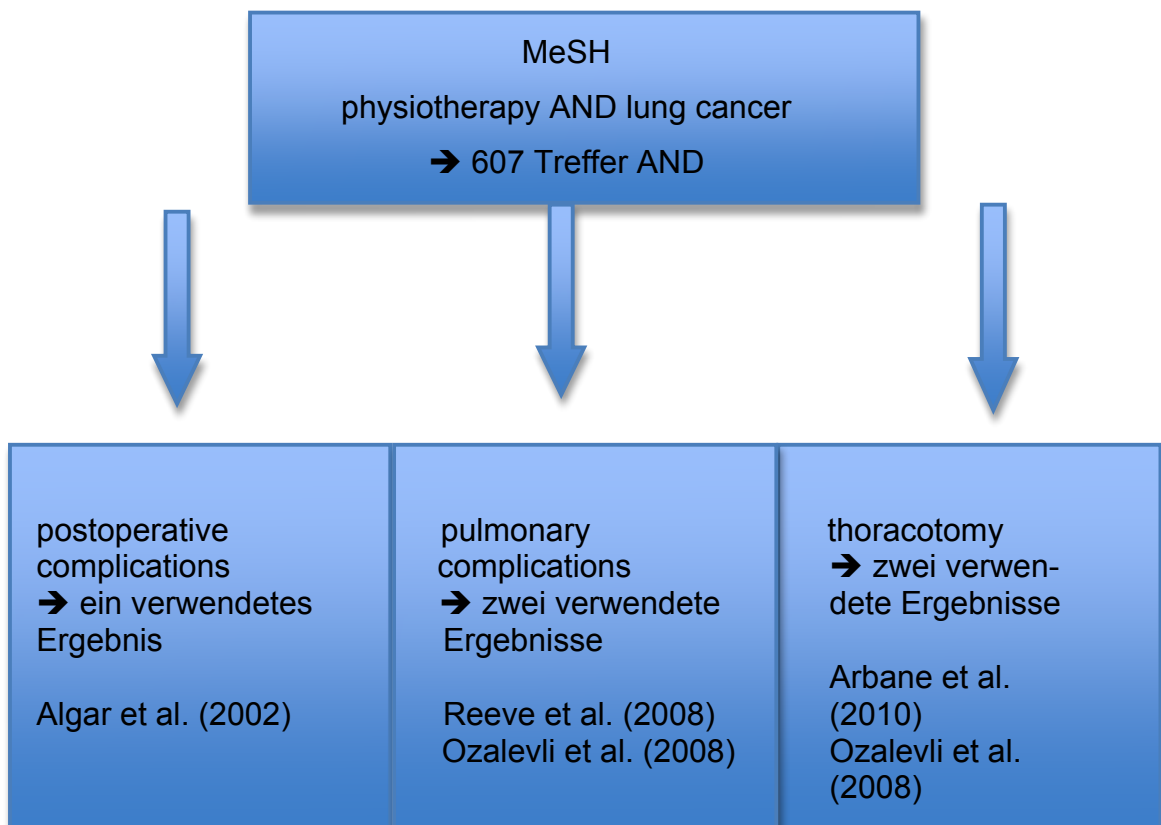 MeSH
physiotherapy AND lung cancer
➔ 607 Treffer AND
postoperative
complications
➔ ein verwendetes
Ergebnis
Algar et al. (2002)
pulmonary
complications
➔ zwei verwendete
Ergebnisse
Reeve et al. (2008)
Ozalevli et al. (2008)
thoracotomy
➔ zwei verwen-
dete Ergebnisse
Arbane et al.
(2010)
Ozalevli et al.
(2008)